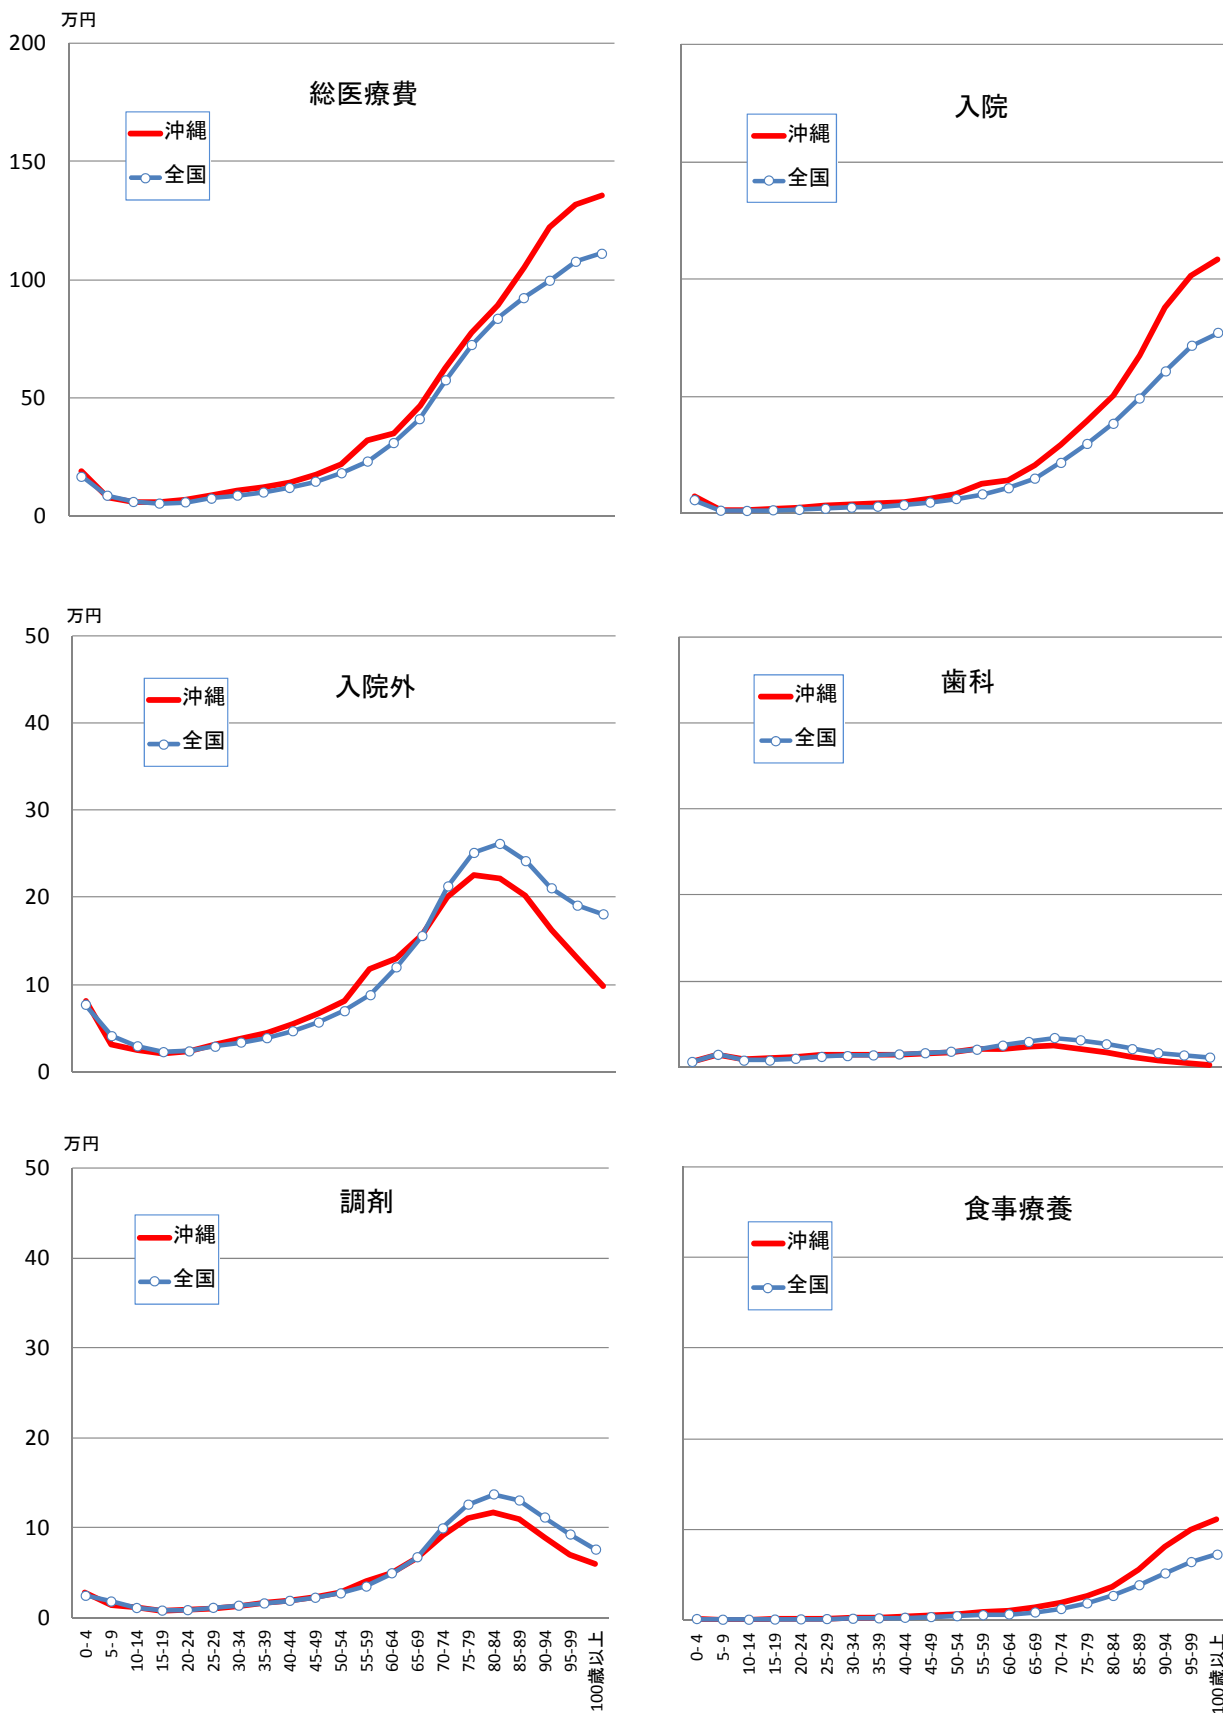 万円
200
150
100
50
0
総医療費
沖縄
全国
入院
沖縄
全国
万円
50
40
30
20
10
0
入院外
沖縄
全国
歯科
沖縄
全国
万円
50
40
30
20
10
0
調剤
沖縄
全国
食事療養
沖縄
全国
0- 4
5- 9
10-14
15-19
20-24
25-29
30-34
35-39
40-44
45-49
50-54
55-59
60-64
65-69
70-74
75-79
80-84
85-89
90-94
95-99
100歳以上
0- 4
5- 9
10-14
15-19
20-24
25-29
30-34
35-39
40-44
45-49
50-54
55-59
60-64
65-69
70-74
75-79
80-84
85-89
90-94
95-99
100歳以上